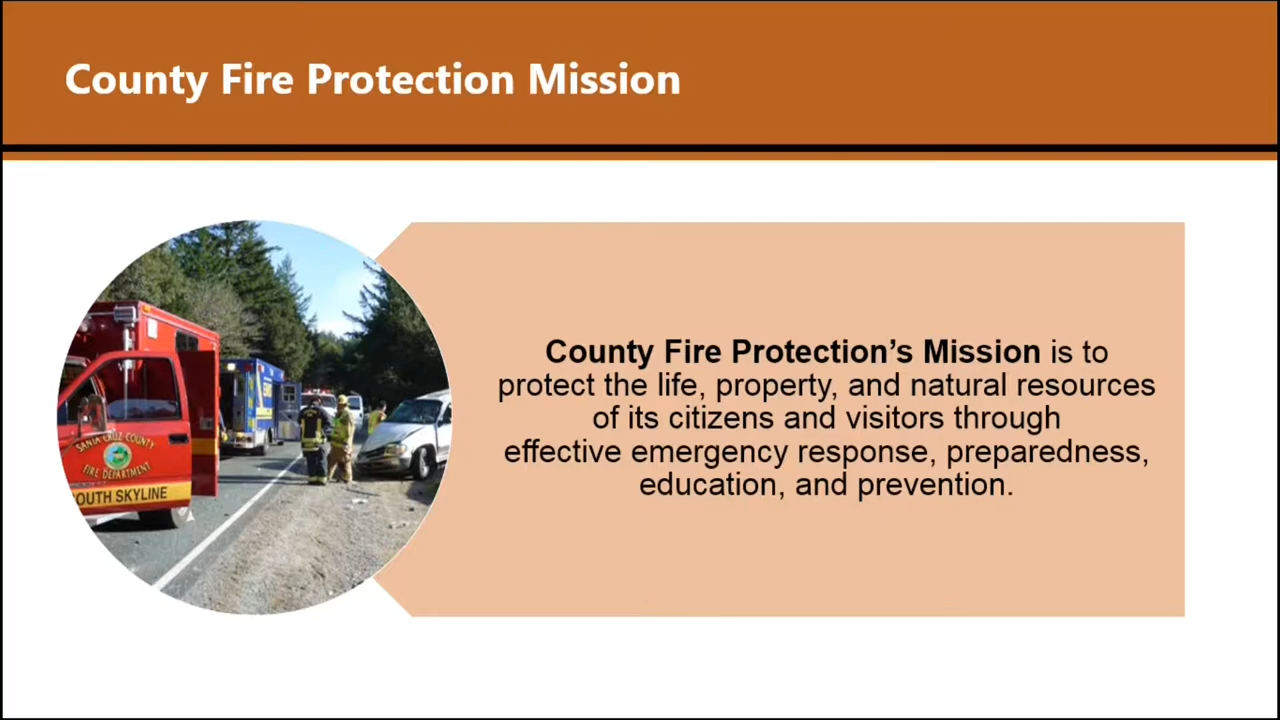 County Fire Protection Mission
County Fire Protection’s Mission is to
protect the life, property, and natural resources
of its citizens and visitors through
effective emergency response, preparedness,
education, and prevention.
SANTA CRUZ COUNTY
FIRE DEPARTMENT
OUTH SKYLINE